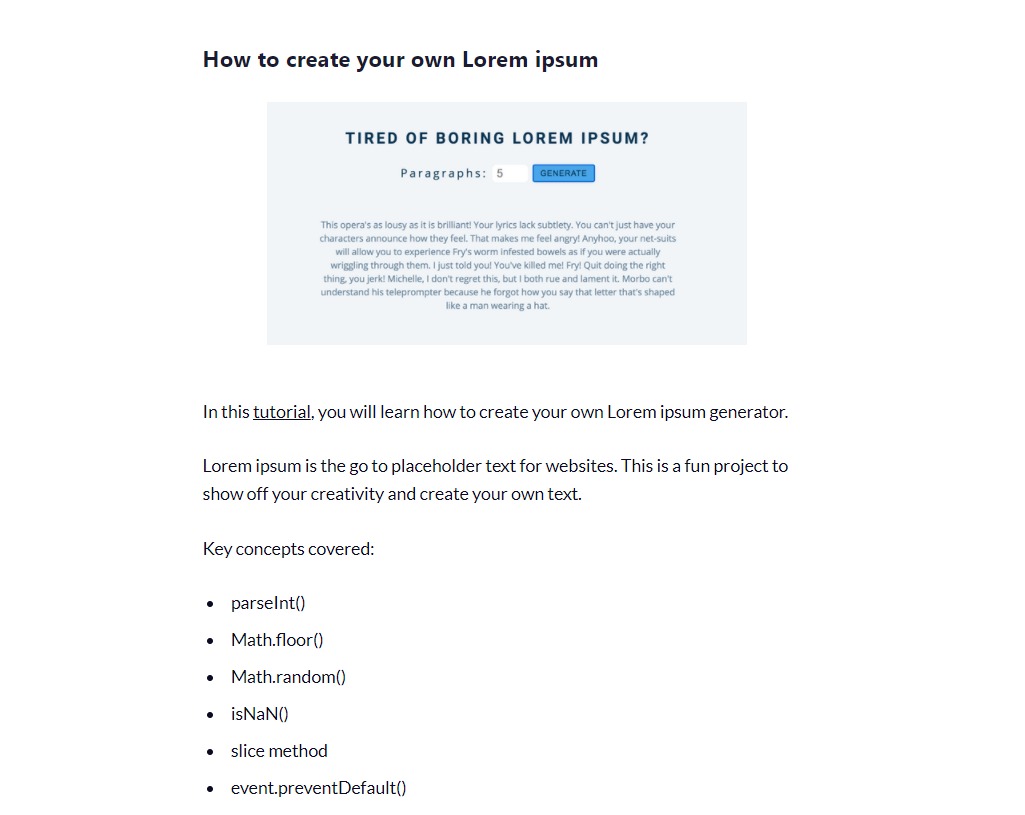 How to create your own Lorem ipsum
TIRED OF BORING LOREM IPSUM?
Paragraphs: 5 GENERATE
This opera's as lousy as it is brilliant! Your lyrics lack subtlety. You can't just have your
characters announce how they feel. That makes me feel angry! Anyhoo, your net-suits
will allow you to experience Fry's worm infested bowels as if you were actually
wriggling through them. I just told you! You've killed me! Fry! Quit doing the right
thing, you jerk! Michelle, I don't regret this, but I both rue and lament it. Morbo can't
understand his teleprompter because he forgot how you say that letter that's shaped
like a man wearing a hat.
In this tutorial, you will learn how to create your own Lorem ipsum generator.
Lorem ipsum is the go to placeholder text for websites. This is a fun project to
show off your creativity and create your own text.
Key concepts covered:
• parseInt()
• Math.floor()
• Math.random()
• isNaN()
• slice method
• event.preventDefault()